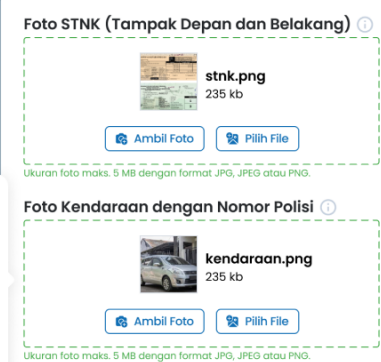 Foto STNK (Tampak Depan dan Belakang)
stnk.png
235 kb
Ambil Foto
Pilih File
Ukuran foto maks. 5 MB dengan format JPG, JPEG atau PNG.
Foto Kendaraan dengan Nomor Polisi
kendaraan.png
235 kb
Ambil Foto
Pilih File
Ukuran foto maks. 5 MB dengan format JPG, JPEG atau PNG.